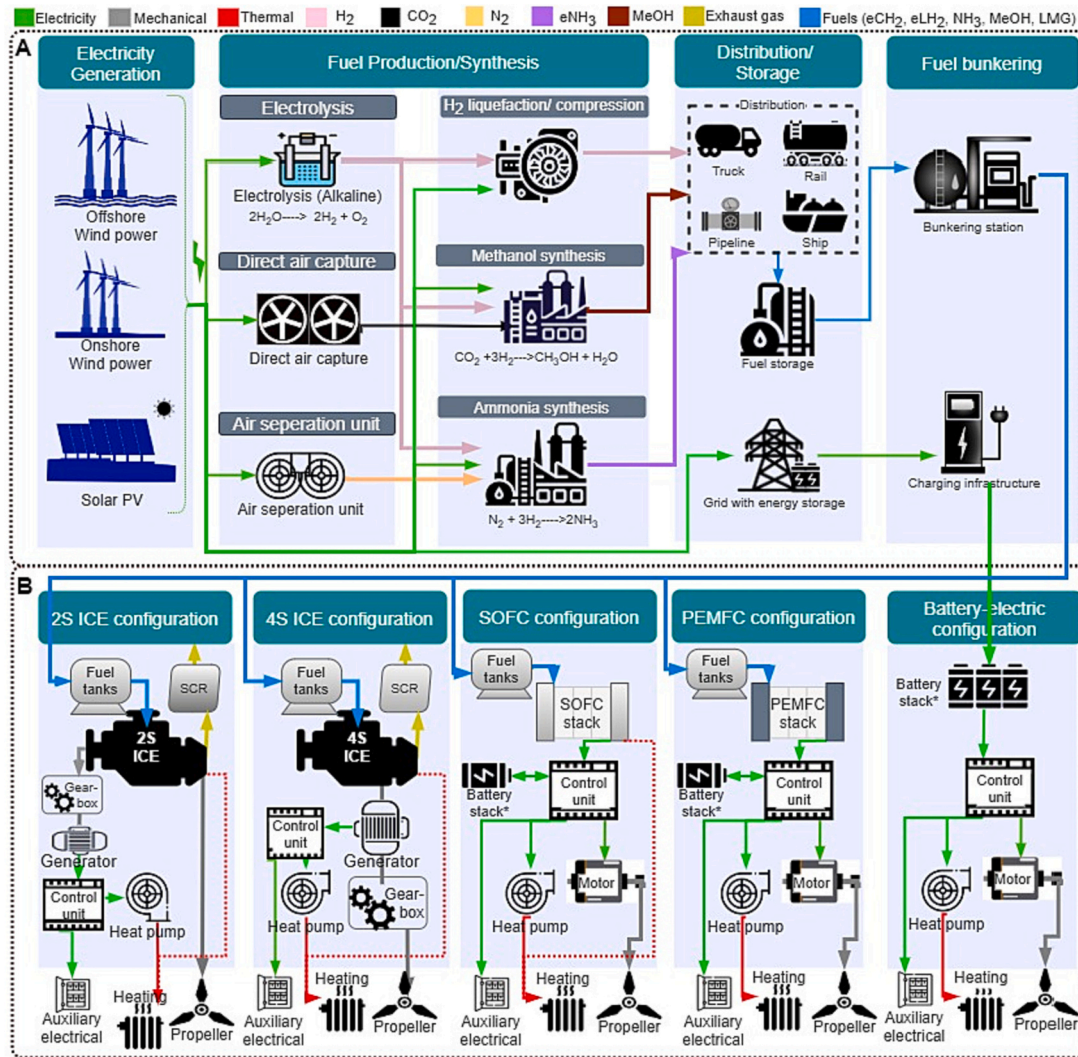 Electricity
Mechanical
Thermal
H₂
CO₂
N₂
eNH₃
MeOH
Exhaust gas
Fuels (eCH₂, eLH₂, NH₃, MeOH, LMG)
A
Electricity
Generation
Fuel Production/Synthesis
Distribution/
Storage
Fuel bunkering
Offshore
Wind power
Onshore
Wind power
Solar PV
Electrolysis
Electrolysis (Alkaline)
2H₂O----> 2H₂ + O₂
Direct air capture
Direct air capture
Air seperation unit
Air seperation unit
H₂ liquefaction/ compression
Methanol synthesis
CO₂ +3H₂--->CH₃OH + H₂O
Ammonia synthesis
N₂ + 3H₂---->2NH₃
Distribution
Truck
Rail
Pipeline
Ship
Fuel storage
Grid with energy storage
Bunkering station
Charging infrastructure
B
2S ICE configuration
Fuel
tanks
SCR
2S
ICE
Gear-
box
Generator
Control
unit
Heat pump
Auxiliary
electrical
Heating
Propeller
4S ICE configuration
Fuel
tanks
SCR
4S
ICE
Control
unit
Generator
Heat pump
Gear-
box
Auxiliary
electrical
Heating
Propeller
SOFC configuration
Fuel
tanks
SOFC
stack
Battery
stack*
Control
unit
Heat pump
Motor
Auxiliary
electrical
Heating
Propeller
PEMFC configuration
Fuel
tanks
PEMFC
stack
Battery
stack*
Control
unit
Heat pump
Motor
Auxiliary
electrical
Heating
Propeller
Battery-electric
configuration
Battery
stack*
Control
unit
Heat pump
Motor
Auxiliary
electrical
Heating
Propeller